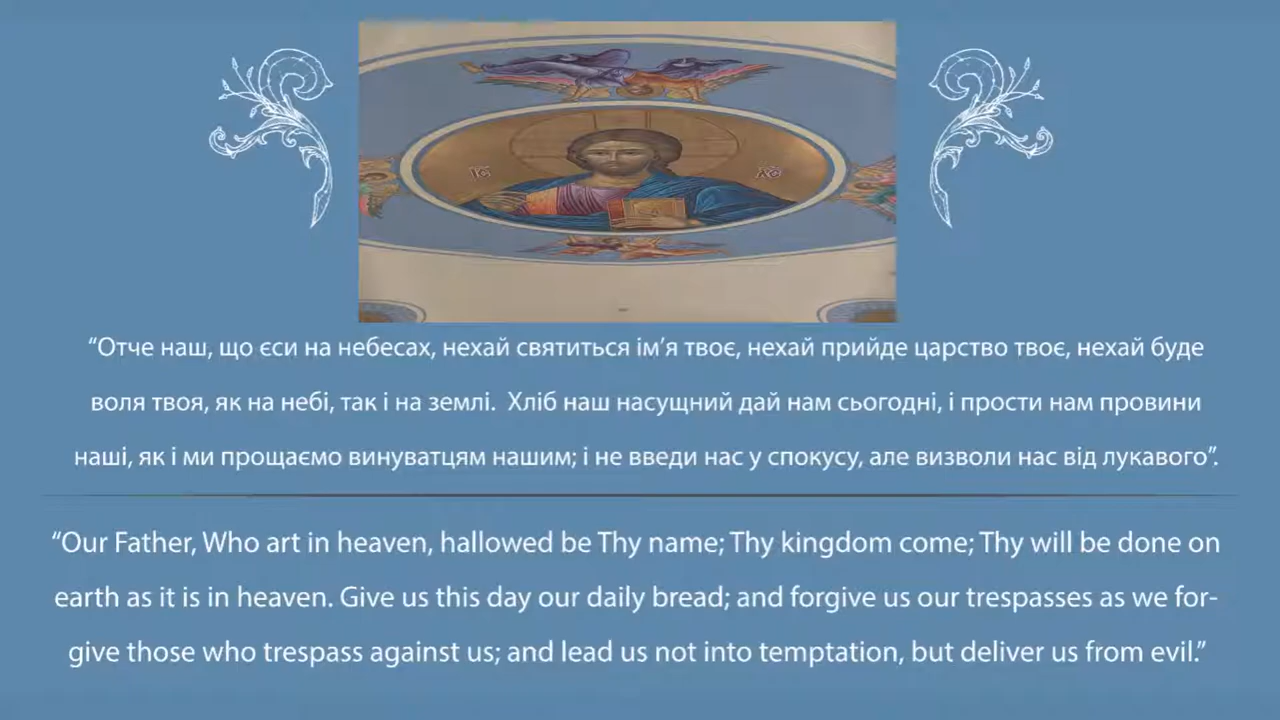 IC
XC
“Отче наш, що єси на небесах, нехай святиться ім’я твоє, нехай прийде царство твоє, нехай буде
воля твоя, як на небі, так і на землі.  Хліб наш насущний дай нам сьогодні, і прости нам провини
наші, як і ми прощаємо винуватцям нашим; і не введи нас у спокусу, але визволи нас від лукавого”.
“Our Father, Who art in heaven, hallowed be Thy name; Thy kingdom come; Thy will be done on
earth as it is in heaven. Give us this day our daily bread; and forgive us our trespasses as we for-
give those who trespass against us; and lead us not into temptation, but deliver us from evil.”